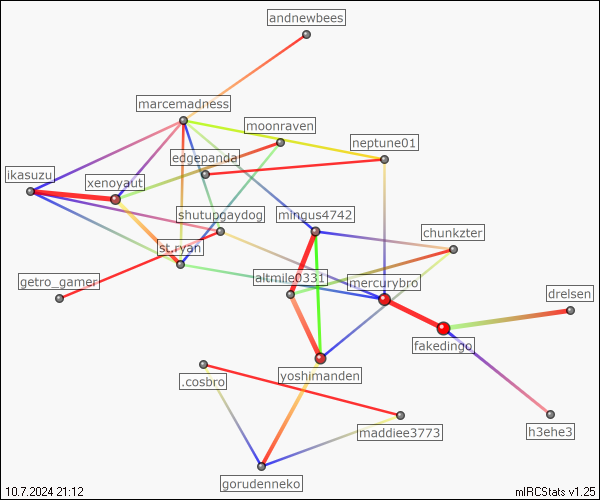 andnewbees
marcemadness
moonraven
neptune01
edgepanda
ikasuzu
xenoyaut
shutupgaydog
mingus4742
chunkzter
st.ryan
getro_gamer
altmile0331
mercurybro
drelsen
fakedingo
yoshimanden
.cosbro
maddiee3773
h3ehe3
gorudenneko
10.7.2024 21:12
mIRCStats v1.25